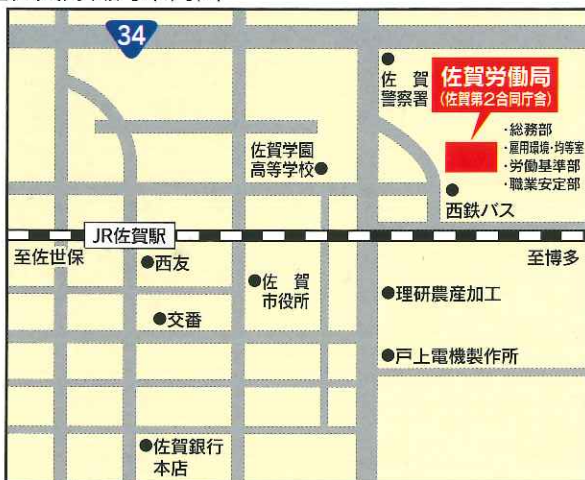 34
佐賀
警察署
佐賀労働局
(佐賀第2合同庁舎)
・総務部
・雇用環境・均等室
・労働基準部
・職業安定部
佐賀学園
高等学校
西鉄バス
JR佐賀駅
至佐世保
至博多
西友
佐賀
市役所
理研農産加工
交番
戸上電機製作所
佐賀銀行
本店